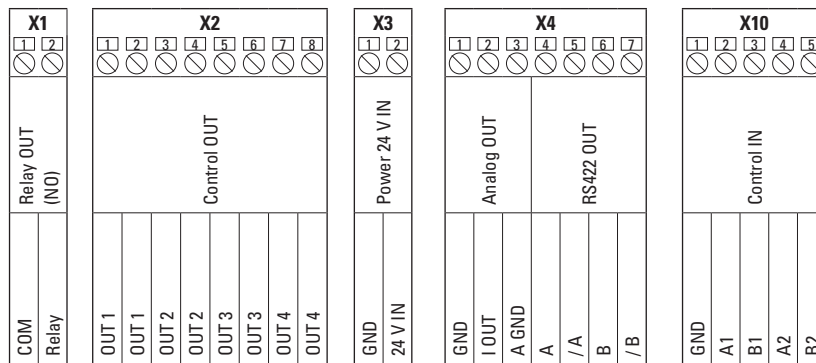 X1
1 2
Relay OUT
(NO)
COM
Relay
X2
1 2 3 4 5 6 7 8
Control OUT
OUT 1
OUT 1
OUT 2
OUT 2
OUT 3
OUT 3
OUT 4
OUT 4
X3
1 2
Power 24 V IN
GND
24 V IN
X4
1 2 3 4 5 6 7
Analog OUT
RS422 OUT
GND
I OUT
A GND
A
/ A
B
/ B
X10
1 2 3 4 5
Control IN
GND
A1
B1
A2
B2